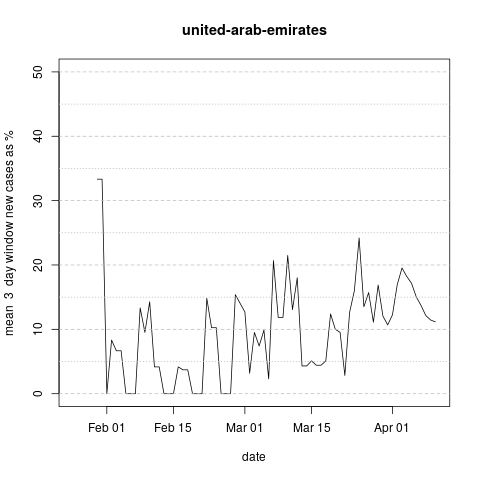 united-arab-emirates
mean 3 day window new cases as %
50
40
30
20
10
0
Feb 01 Feb 15 Mar 01 Mar 15 Apr 01
date